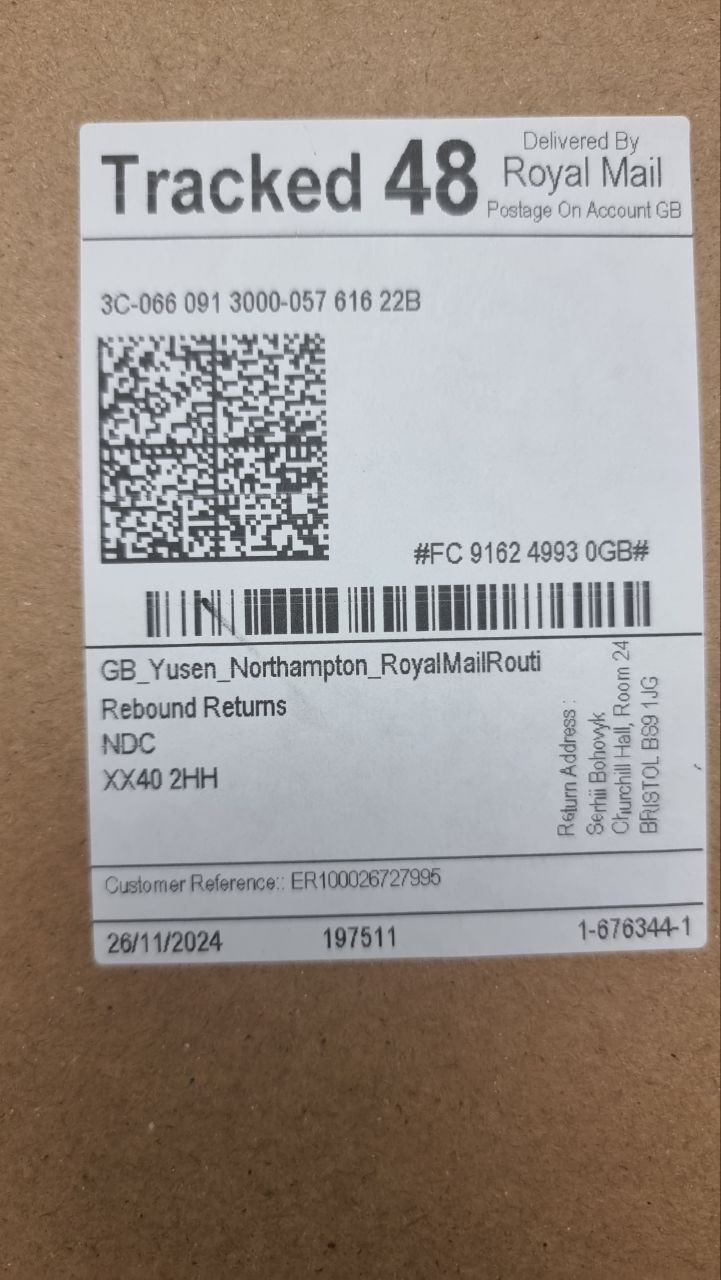 Tracked 48
Delivered By
Royal Mail
Postage On Account GB
3C-066 091 3000-057 616 22B
#FC 9162 4993 0GB#
GB_Yusen_Northampton_RoyalMailRouti
Rebound Returns
NDC
XX40 2HH
Return Address :
Serhii Bohovyk
Churchill Hall, Room 24
BRISTOL BS9 1JG
Customer Reference:: ER100026727995
26/11/2024
197511
1-676344-1